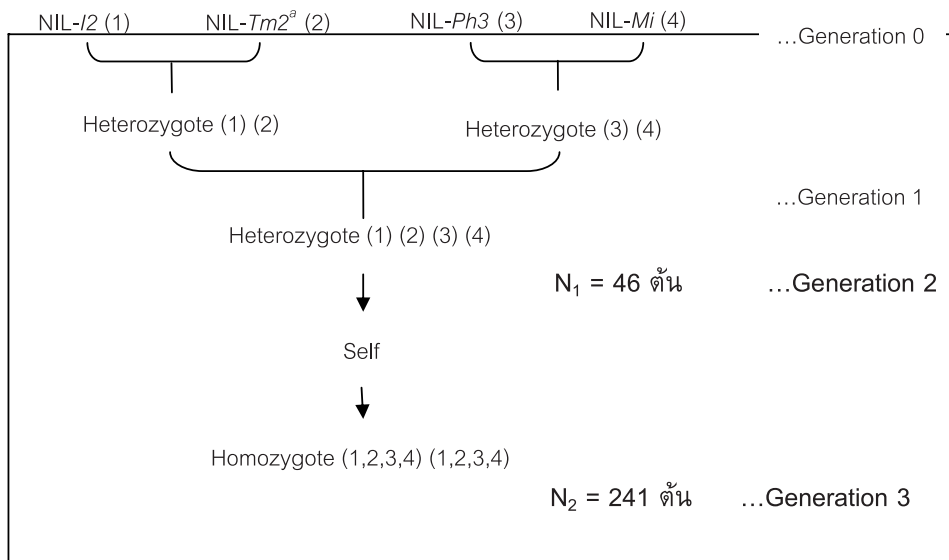 NIL-I2 (1) NIL-Tm2ᵃ (2) NIL-Ph3 (3) NIL-Mi (4) ...Generation 0
Heterozygote (1) (2) Heterozygote (3) (4)
...Generation 1
Heterozygote (1) (2) (3) (4)
N₁ = 46 ต้น ...Generation 2
Self
Homozygote (1,2,3,4) (1,2,3,4)
N₂ = 241 ต้น ...Generation 3